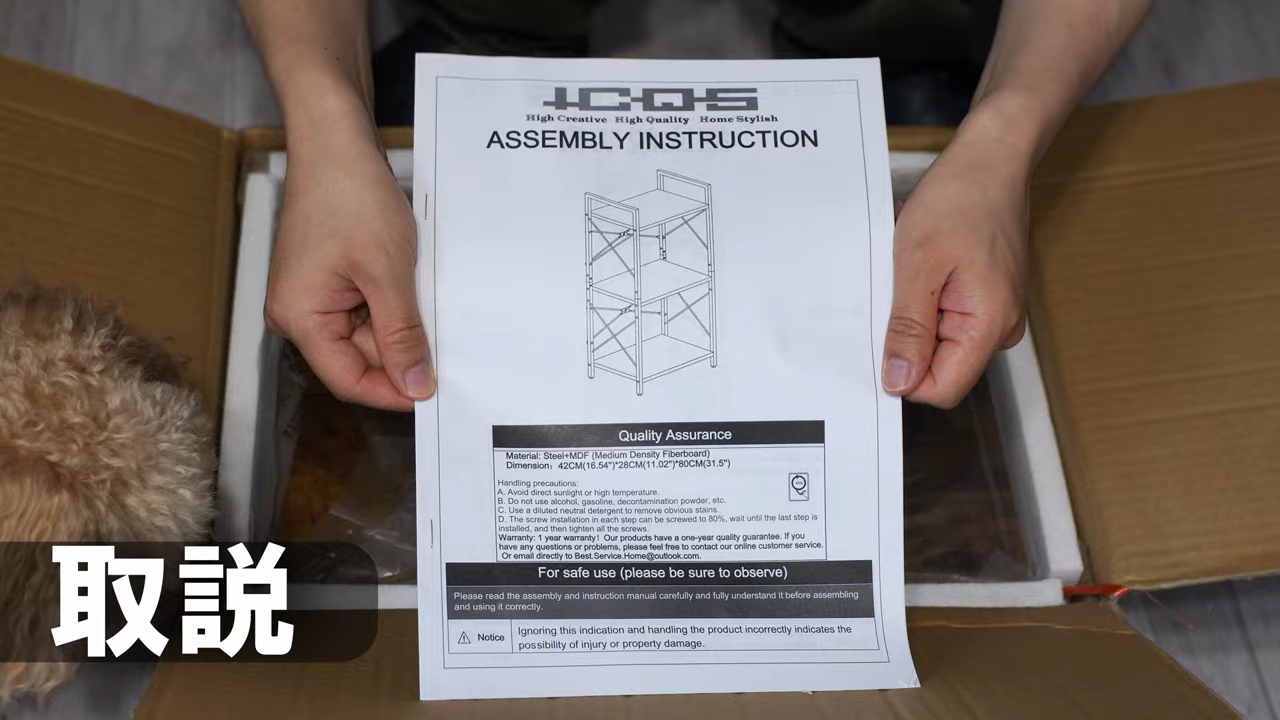 ICQS
High Creative High Quality Home Stylish
ASSEMBLY INSTRUCTION
Quality Assurance
Material: Steel+MDF (Medium Density Fiberboard)
Dimension: 42CM(16.54")*28CM(11.02")*80CM(31.5")
Handling precautions:
A. Avoid direct sunlight or high temperature.
B. Do not use alcohol, gasoline, decontamination powder, etc.
C. Use a diluted neutral detergent to remove obvious stains.
D. The screw installation in each step can be screwed to 80%, wait until the last step is
installed, and then tighten all the screws.
Warranty: 1 year warranty! Our products have a one-year quality guarantee. If you
have any questions or problems, please feel free to contact our online customer service.
Or email directly to Best.Service.Home@outlook.com.
For safe use (please be sure to observe)
Please read the assembly and instruction manual carefully and fully understand it before assembling
and using it correctly.
Notice
Ignoring this indication and handling the product incorrectly indicates the
possibility of injury or property damage.
取説